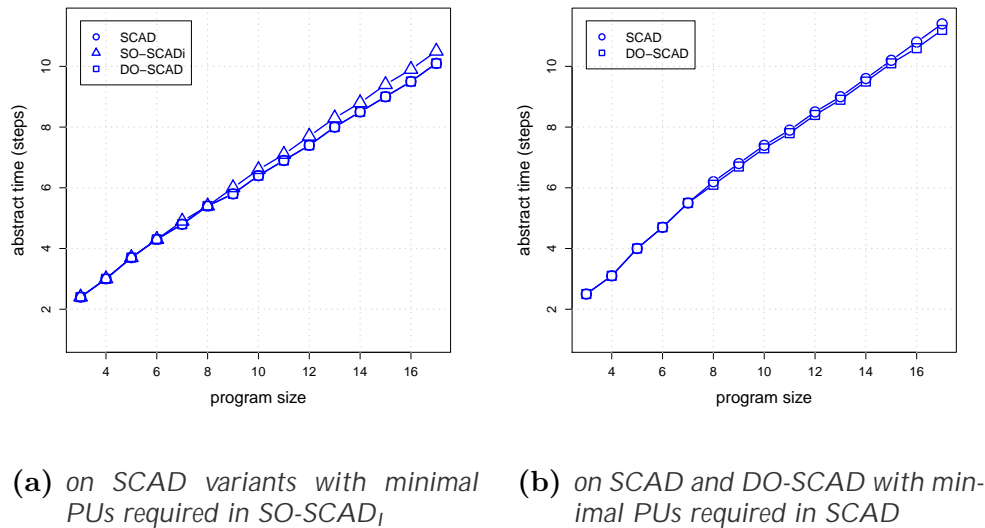 SCAD
SO−SCADi
DO−SCAD
abstract time (steps)
2 4 6 8 10
4 6 8 10 12 14 16
program size
SCAD
DO−SCAD
abstract time (steps)
2 4 6 8 10
4 6 8 10 12 14 16
program size
(a) on SCAD variants with minimal
PUs required in SO-SCAD_I
(b) on SCAD and DO-SCAD with min-
imal PUs required in SCAD